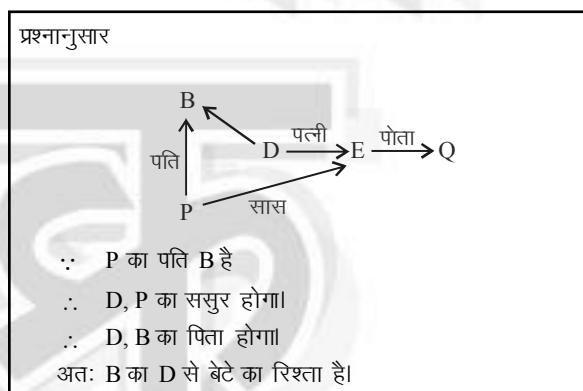 प्रश्नानुसार
B
पत्नी
पोता
D E Q
पति
सास
P
∵ P का पति B है
∴ D, P का ससुर होगा।
∴ D, B का पिता होगा।
अतः B का D से बेटे का रिश्ता है।